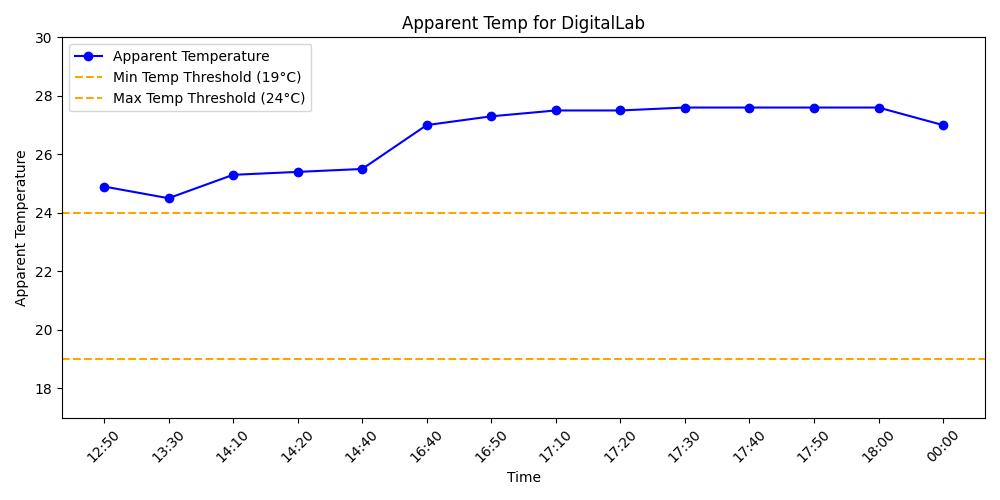 Apparent Temp for DigitalLab
Apparent Temperature
Min Temp Threshold (19°C)
Max Temp Threshold (24°C)
Apparent Temperature
30
28
26
24
22
20
18
12:50 13:30 14:10 14:20 14:40 16:40 16:50 17:10 17:20 17:30 17:40 17:50 18:00 00:00
Time